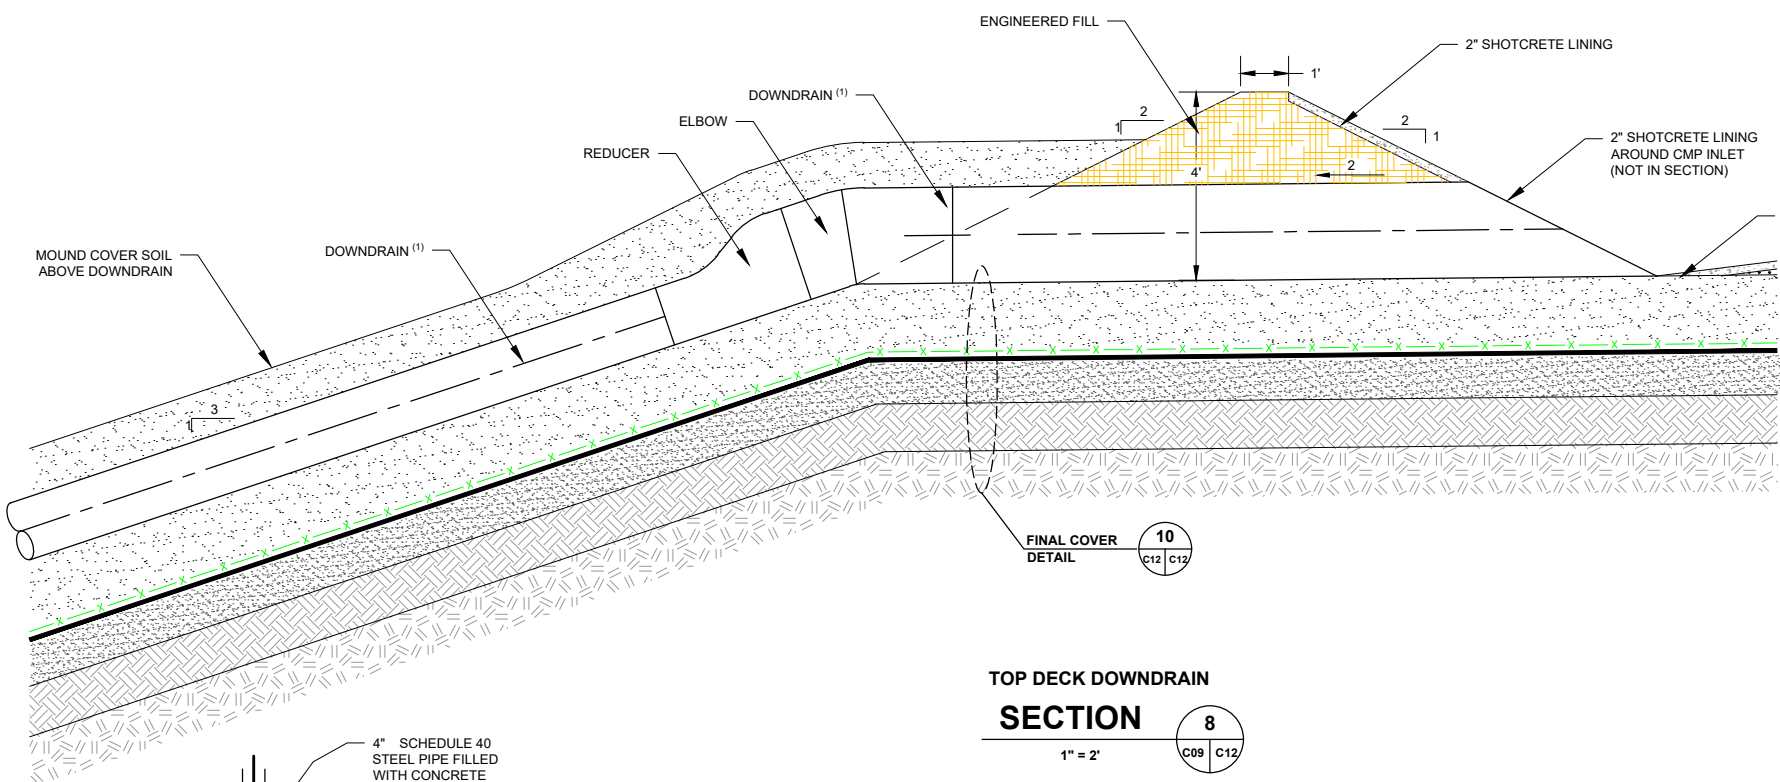 ENGINEERED FILL
2" SHOTCRETE LINING
1'
DOWNDRAIN (1)
ELBOW
REDUCER
2
1
2
1
2" SHOTCRETE LINING
AROUND CMP INLET
(NOT IN SECTION)
2
4'
MOUND COVER SOIL
ABOVE DOWNDRAIN
DOWNDRAIN (1)
3
1
X X X X X X X X X X X X X X X X X X X X X
X X X X X X X X X X
FINAL COVER
DETAIL
10
C12 C12
TOP DECK DOWNDRAIN
SECTION
8
C09 C12
1" = 2'
4" SCHEDULE 40
STEEL PIPE FILLED
WITH CONCRETE